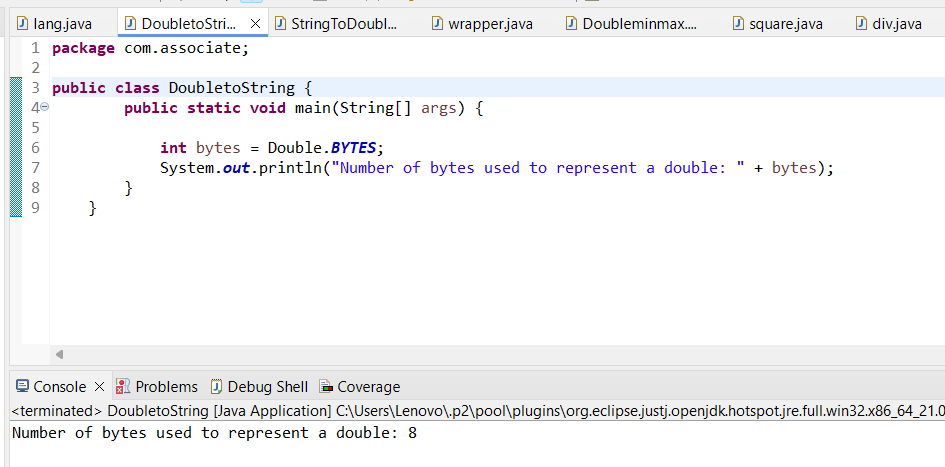 lang.java DoubletoStri... StringToDoubl... wrapper.java Doubleminmax.... square.java div.java
1 package com.associate;
2
3 public class DoubletoString {
4 public static void main(String[] args) {
5
6 int bytes = Double.BYTES;
7 System.out.println("Number of bytes used to represent a double: " + bytes);
8 }
9 }
Console Problems Debug Shell Coverage
<terminated> DoubletoString [Java Application] C:\Users\Lenovo\.p2\pool\plugins\org.eclipse.justj.openjdk.hotspot.jre.full.win32.x86_64_21.0
Number of bytes used to represent a double: 8